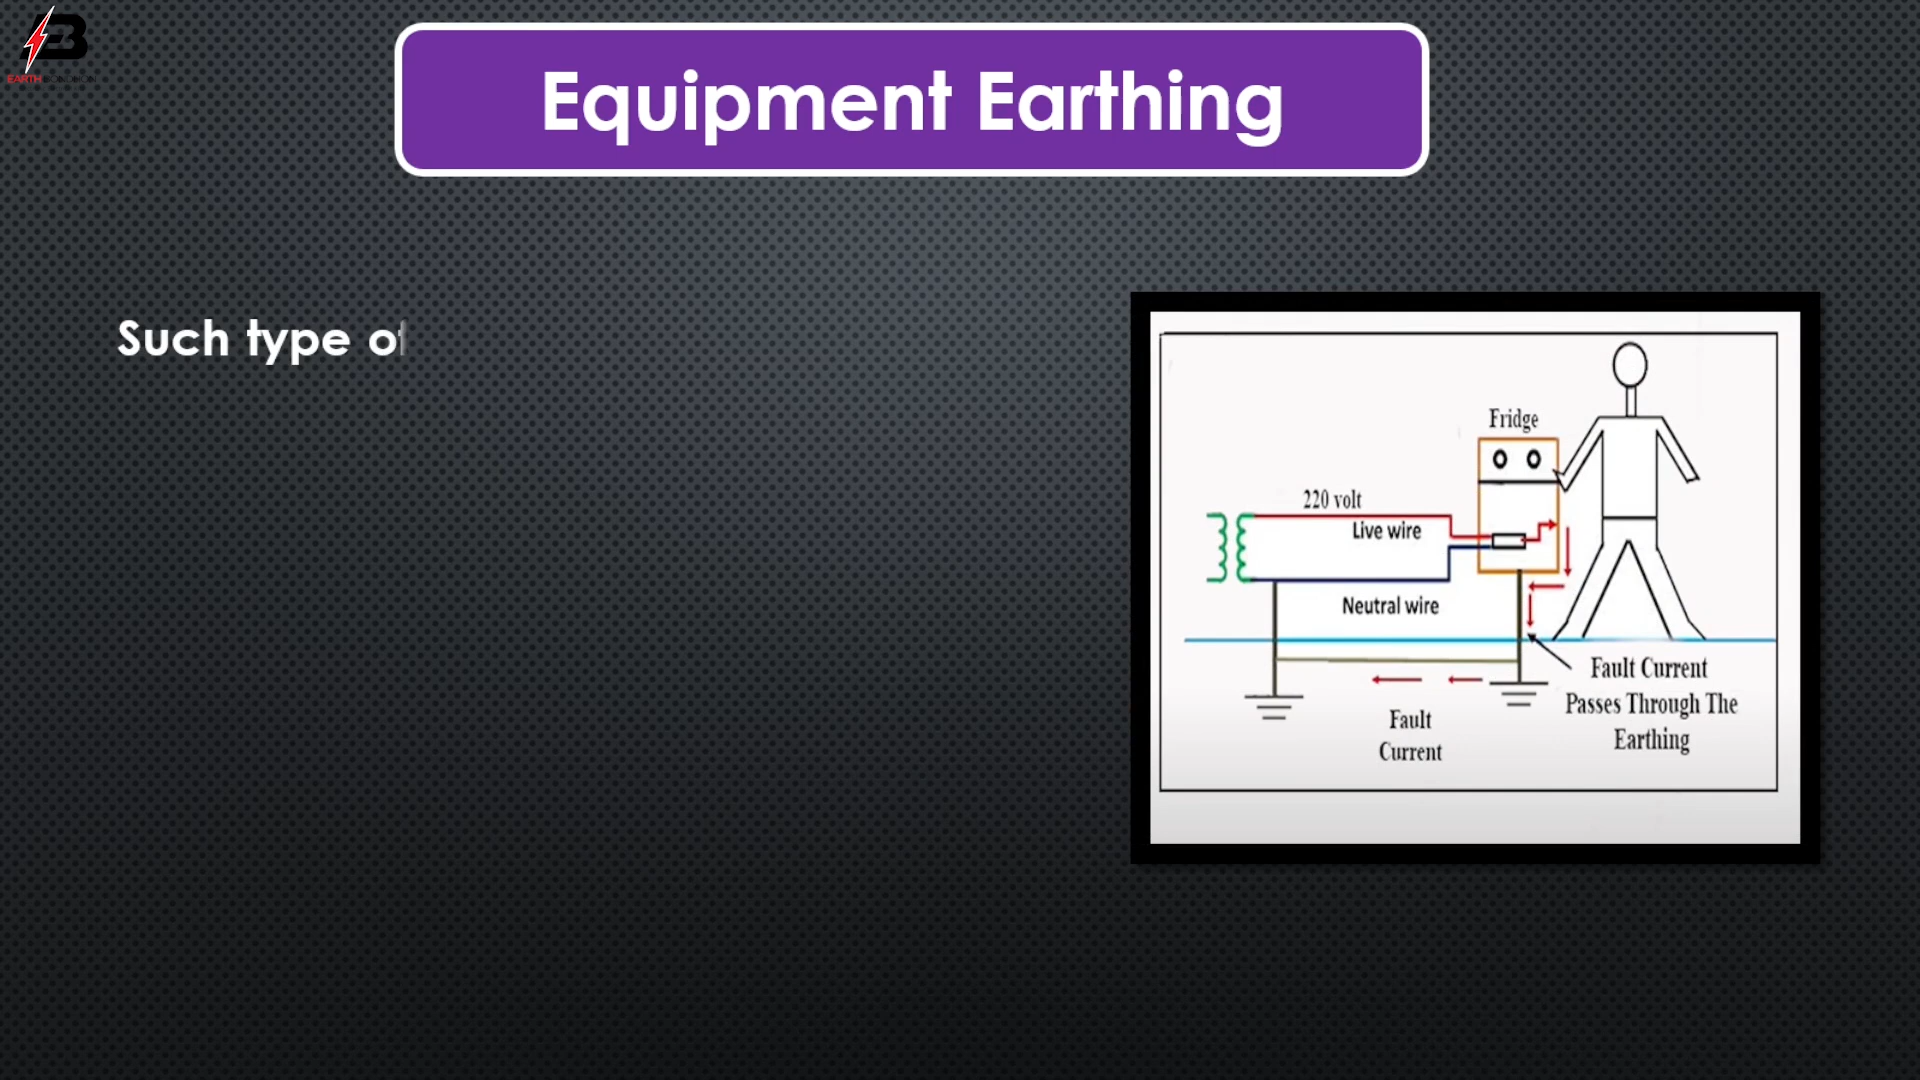 EARTH
Equipment Earthing
Such type of
Fridge
220 volt
Live wire
Neutral wire
Fault Current
Passes Through The
Earthing
Fault
Current